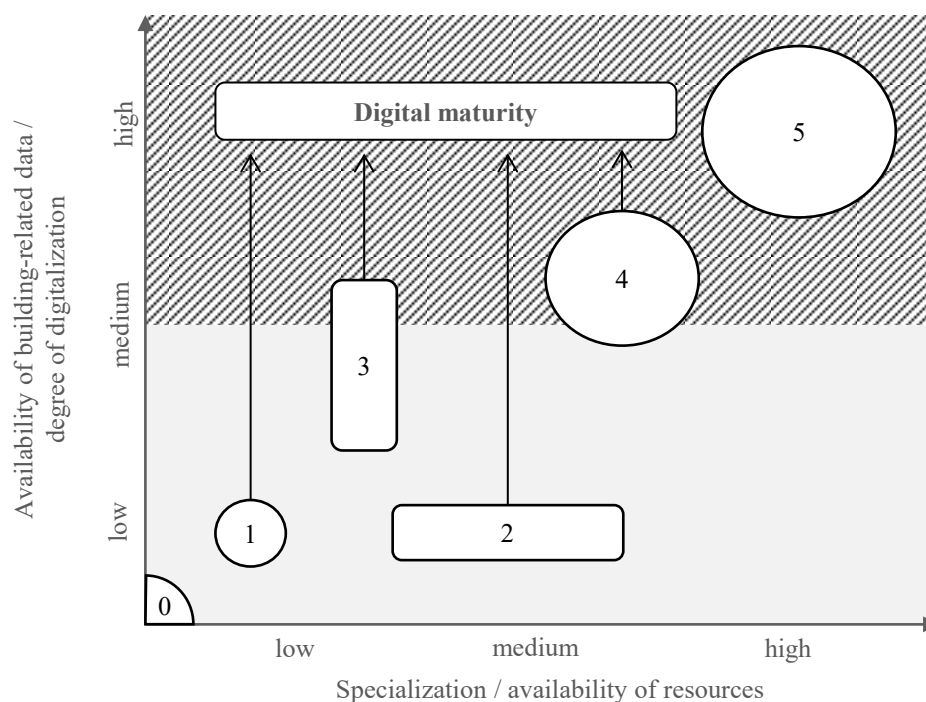 Availability of building-related data /
degree of digitalization
high
medium
low
Digital maturity
5
4
3
1
2
0
low
medium
high
Specialization / availability of resources